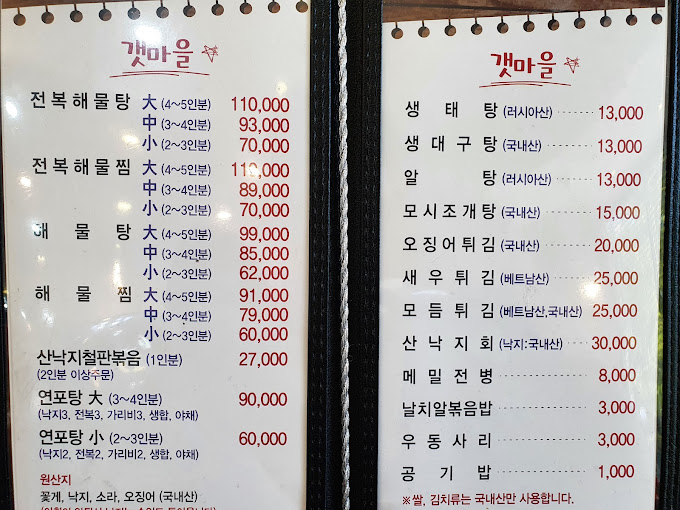 갯마을
전복해물탕 大 (4~5인분) 110,000
中 (3~4인분) 93,000
小 (2~3인분) 70,000
전복해물찜 大 (4~5인분) 110,000
中 (3~4인분) 89,000
小 (2~3인분) 70,000
해물탕 大 (4~5인분) 99,000
中 (3~4인분) 85,000
小 (2~3인분) 62,000
해물찜 大 (4~5인분) 91,000
中 (3~4인분) 79,000
小 (2~3인분) 60,000
산낙지철판볶음 (1인분) 27,000
(2인분 이상주문)
연포탕 大 (3~4인분) 90,000
(낙지3, 전복3, 가리비3, 생합, 야채)
연포탕 小 (2~3인분) 60,000
(낙지2, 전복2, 가리비2, 생합, 야채)
원산지
꽃게, 낙지, 소라, 오징어 (국내산)
갯마을
생태탕 (러시아산) 13,000
생대구탕 (국내산) 13,000
알탕 (러시아산) 13,000
모시조개탕 (국내산) 15,000
오징어튀김 (국내산) 20,000
새우튀김 (베트남산) 25,000
모듬튀김 (베트남산,국내산) 25,000
산낙지회 (낙지:국내산) 30,000
메밀전병 8,000
날치알볶음밥 3,000
우동사리 3,000
공기밥 1,000
※쌀, 김치류는 국내산만 사용합니다.